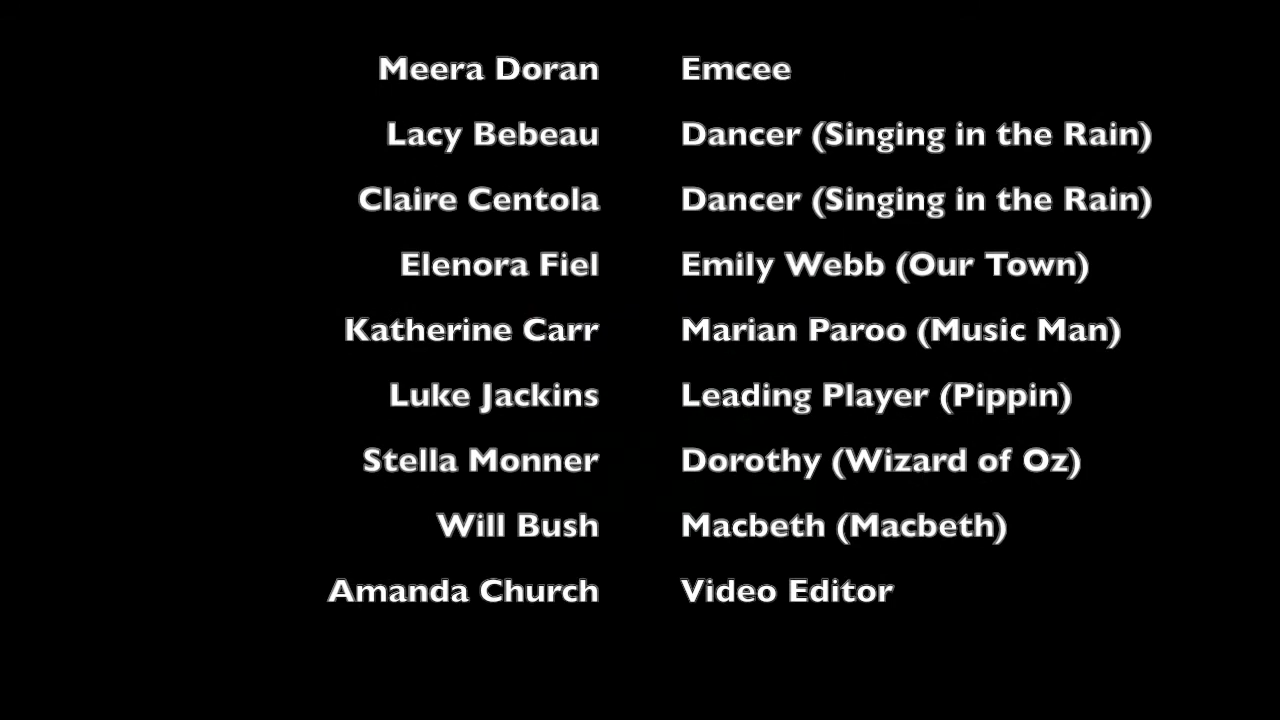 Meera Doran Emcee
Lacy Bebeau Dancer (Singing in the Rain)
Claire Centola Dancer (Singing in the Rain)
Elenora Fiel Emily Webb (Our Town)
Katherine Carr Marian Paroo (Music Man)
Luke Jackins Leading Player (Pippin)
Stella Monner Dorothy (Wizard of Oz)
Will Bush Macbeth (Macbeth)
Amanda Church Video Editor